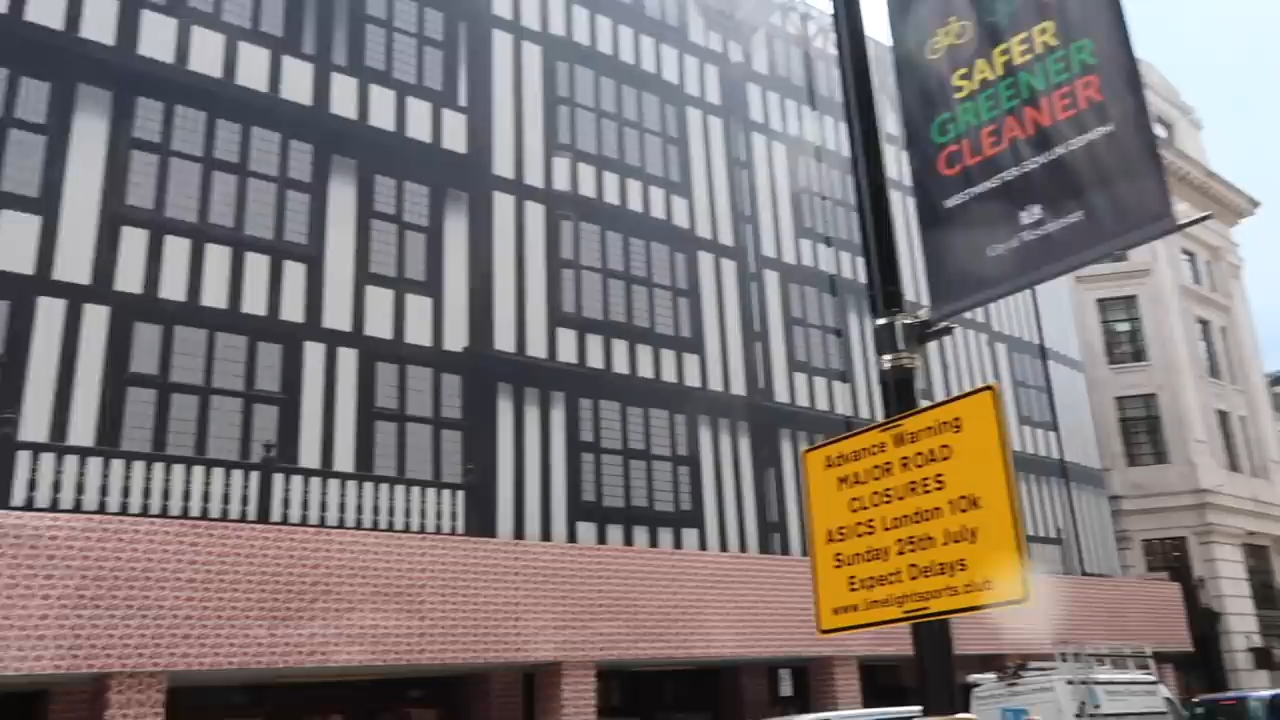 SAFER
GREENER
CLEANER
Advance Warning
MAJOR ROAD
CLOSURES
ASICS London 10k
Sunday 25th July
Expect Delays
www.limelightsports.club